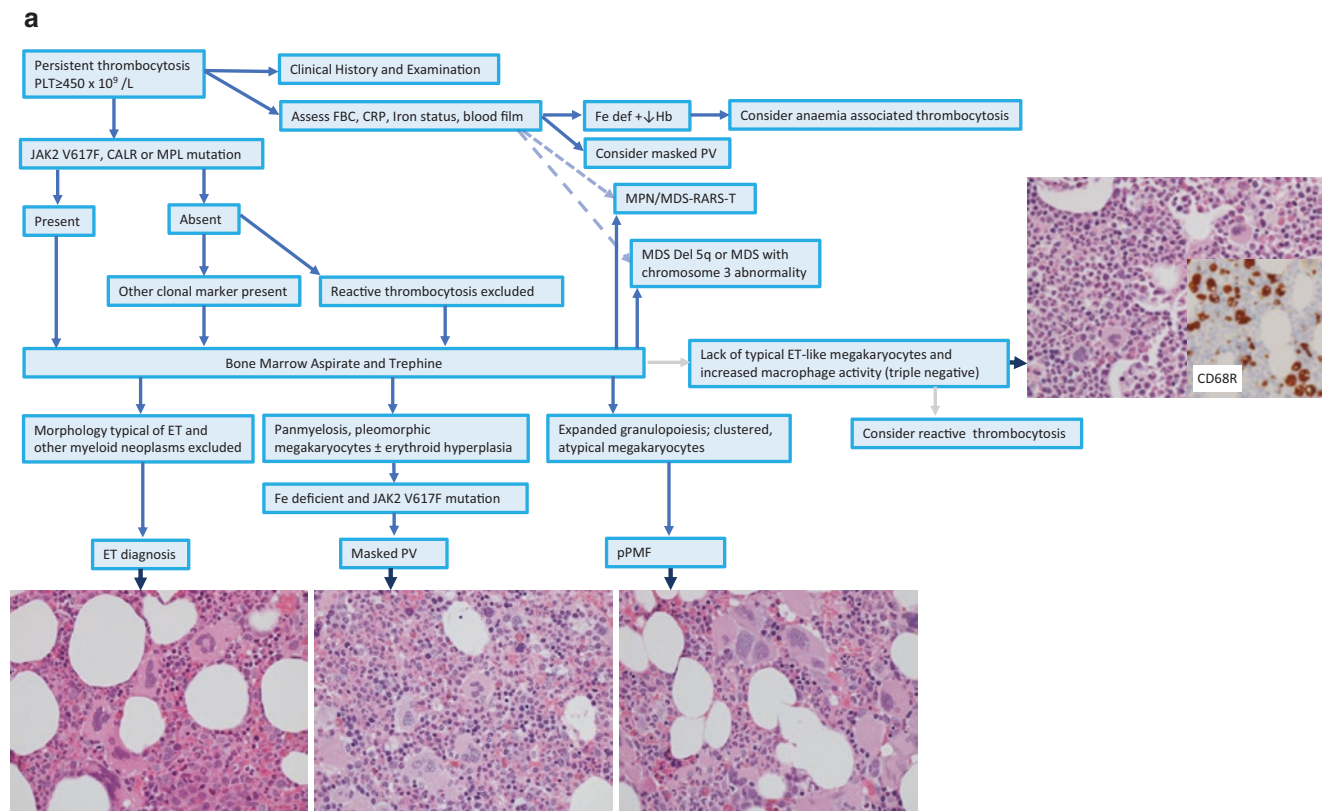 a
Persistent thrombocytosis
PLT≥450 x 10⁹ /L
Clinical History and Examination
Assess FBC, CRP, Iron status, blood film
Fe def +↓Hb
Consider anaemia associated thrombocytosis
Consider masked PV
JAK2 V617F, CALR or MPL mutation
MPN/MDS-RARS-T
Present
Absent
MDS Del 5q or MDS with
chromosome 3 abnormality
Other clonal marker present
Reactive thrombocytosis excluded
Bone Marrow Aspirate and Trephine
Lack of typical ET-like megakaryocytes and
increased macrophage activity (triple negative)
CD68R
Morphology typical of ET and
other myeloid neoplasms excluded
Panmyelosis, pleomorphic
megakaryocytes ± erythroid hyperplasia
Expanded granulopoiesis; clustered,
atypical megakaryocytes
Consider reactive thrombocytosis
Fe deficient and JAK2 V617F mutation
ET diagnosis
Masked PV
pPMF